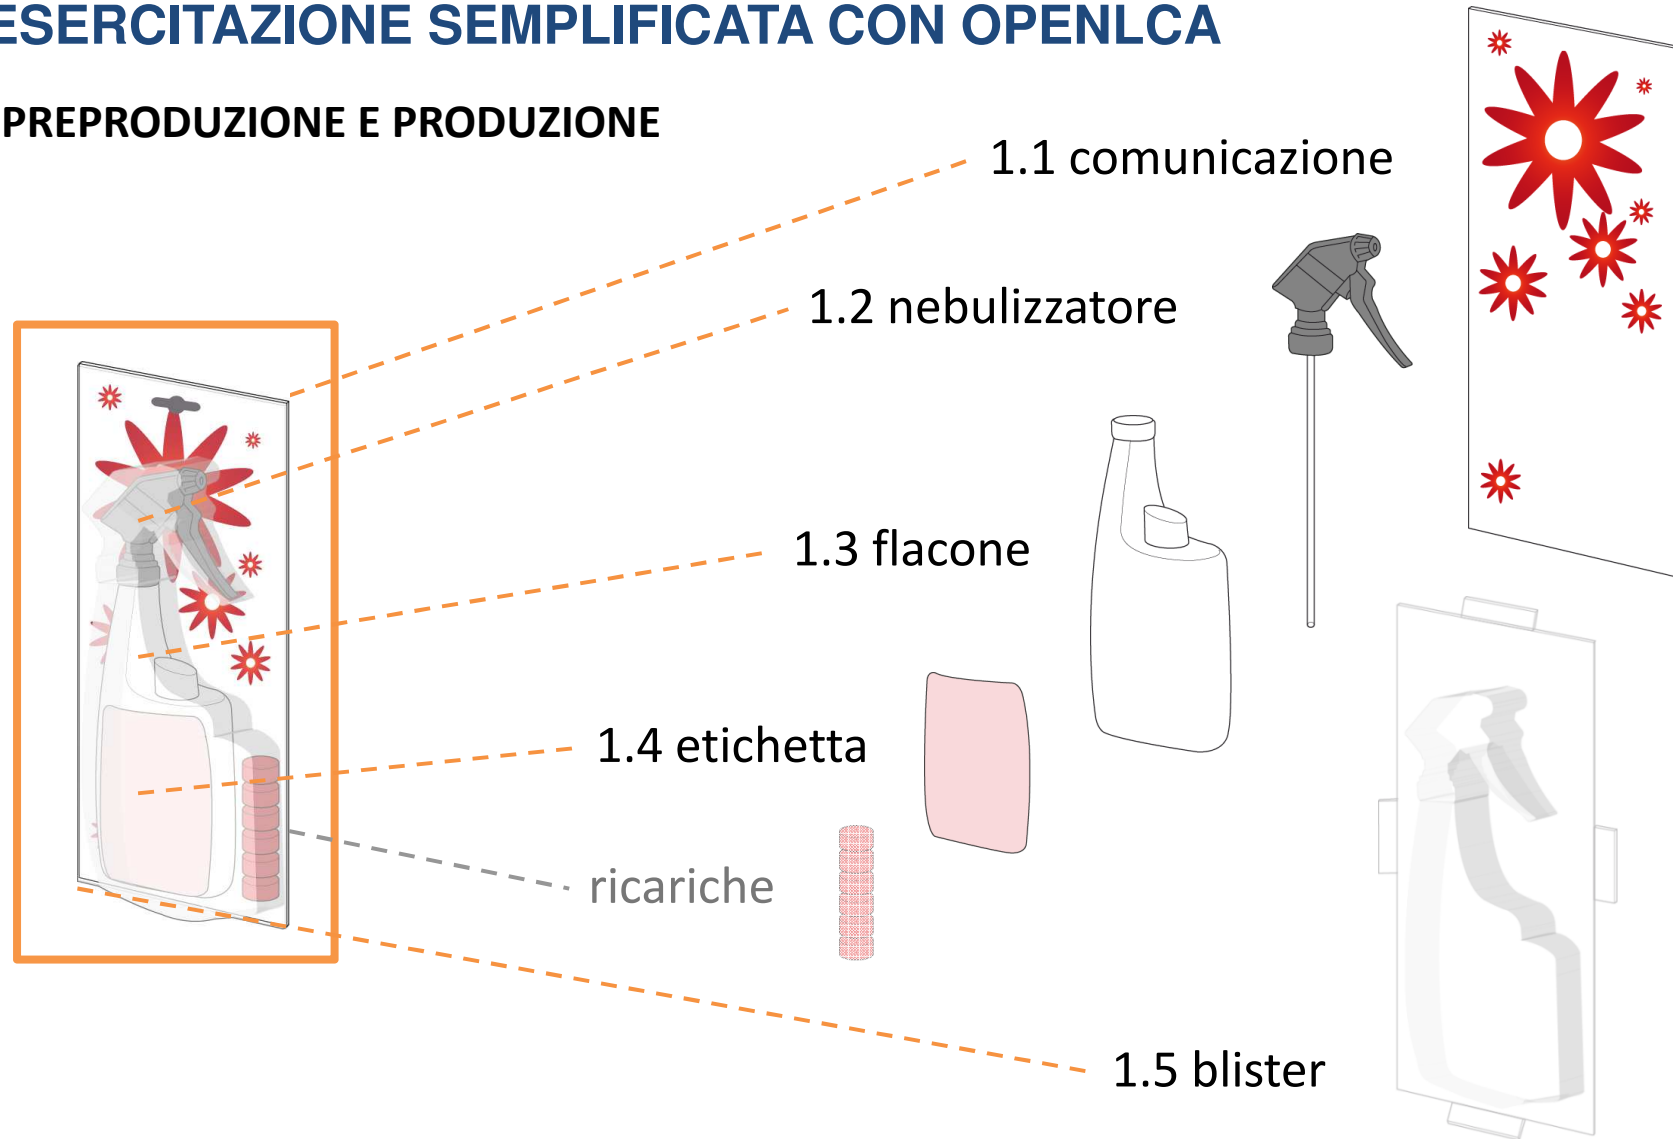 ESERCITAZIONE SEMPLIFICATA CON OPENLCA
PREPRODUZIONE E PRODUZIONE
1.1 comunicazione
1.2 nebulizzatore
1.3 flacone
1.4 etichetta
ricariche
1.5 blister